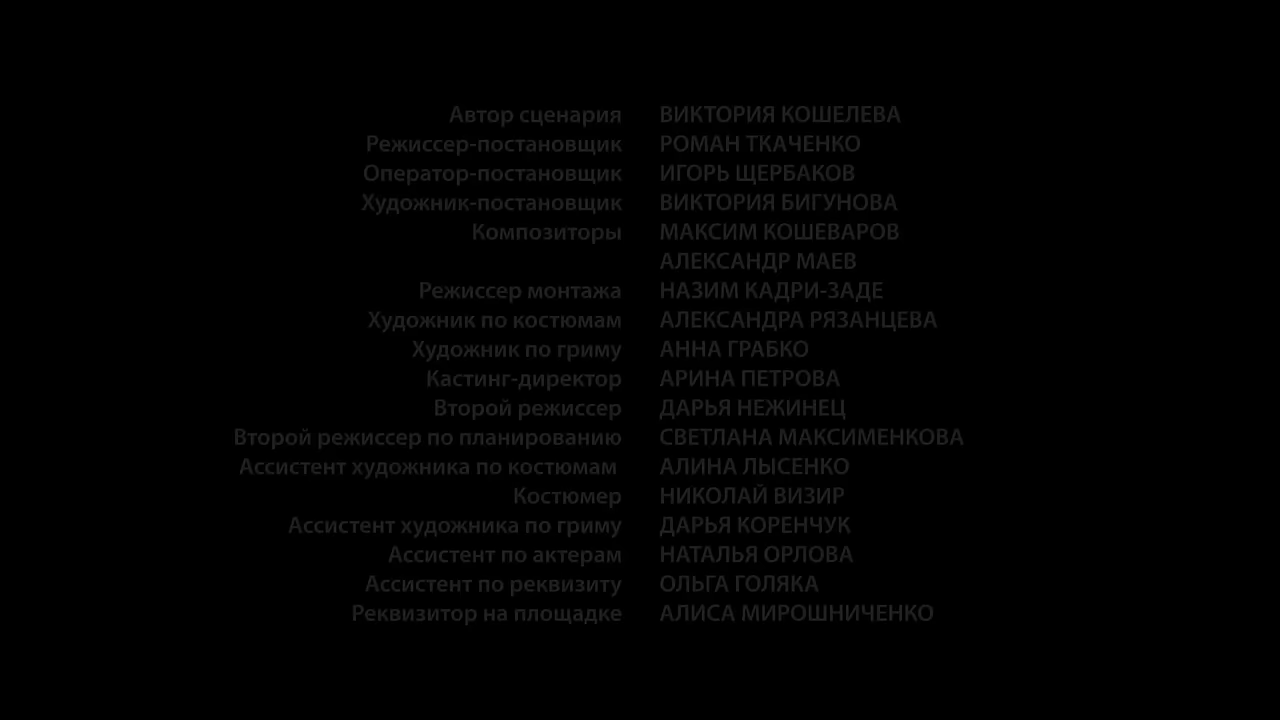 Автор сценария ВИКТОРИЯ КОШЕЛЕВА
Режиссер-постановщик РОМАН ТКАЧЕНКО
Оператор-постановщик ИГОРЬ ЩЕРБАКОВ
Художник-постановщик ВИКТОРИЯ БИГУНОВА
Композиторы МАКСИМ КОШЕВАРОВ
АЛЕКСАНДР МАЕВ
Режиссер монтажа НАЗИМ КАДРИ-ЗАДЕ
Художник по костюмам АЛЕКСАНДРА РЯЗАНЦЕВА
Художник по гриму АННА ГРАБКО
Кастинг-директор АРИНА ПЕТРОВА
Второй режиссер ДАРЬЯ НЕЖИНЕЦ
Второй режиссер по планированию СВЕТЛАНА МАКСИМЕНКОВА
Ассистент художника по костюмам АЛИНА ЛЫСЕНКО
Костюмер НИКОЛАЙ ВИЗИР
Ассистент художника по гриму ДАРЬЯ КОРЕНЧУК
Ассистент по актерам НАТАЛЬЯ ОРЛОВА
Ассистент по реквизиту ОЛЬГА ГОЛЯКА
Реквизитор на площадке АЛИСА МИРОШНИЧЕНКО